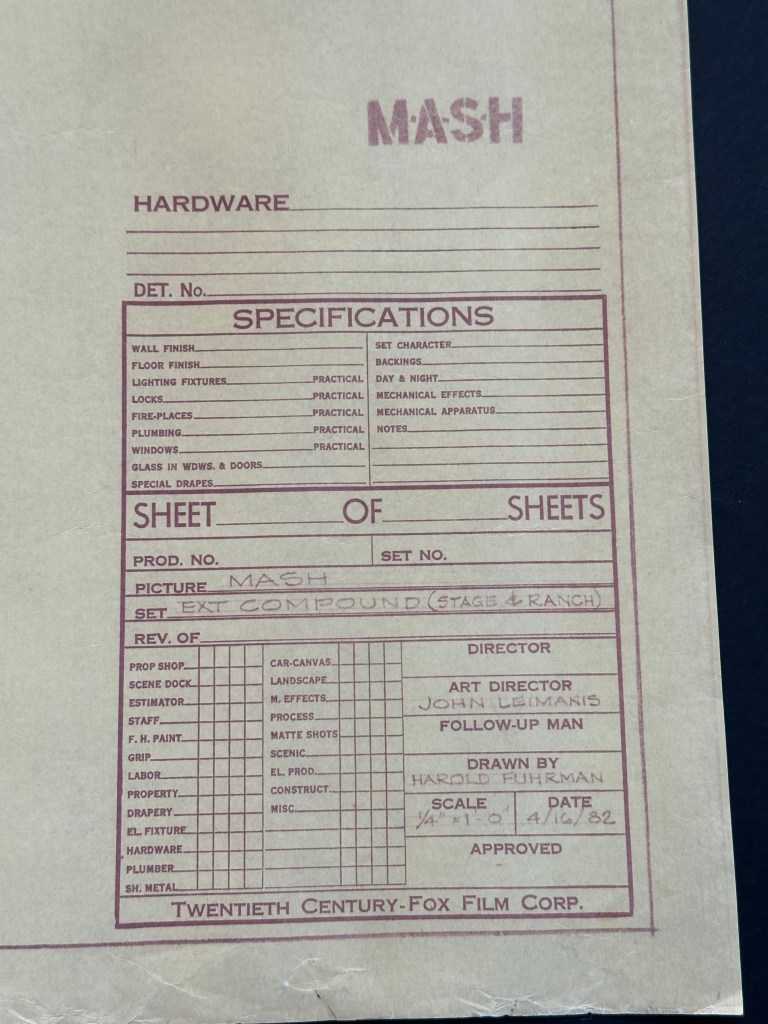 M·A·S·H
HARDWARE
DET. No.
SPECIFICATIONS
WALL FINISH
FLOOR FINISH
LIGHTING FIXTURES PRACTICAL
LOCKS PRACTICAL
FIRE-PLACES PRACTICAL
PLUMBING PRACTICAL
WINDOWS PRACTICAL
GLASS IN WDWS. & DOORS
SPECIAL DRAPES
SET CHARACTER
BACKINGS
DAY & NIGHT
MECHANICAL EFFECTS
MECHANICAL APPARATUS
NOTES
SHEET OF SHEETS
PROD. NO. SET NO.
PICTURE MASH
SET EXT COMPOUND (STAGE & RANCH)
REV. OF
PROP SHOP
SCENE DOCK
ESTIMATOR
STAFF
F. H. PAINT
GRIP
LABOR
PROPERTY
DRAPERY
EL. FIXTURE
HARDWARE
PLUMBER
SH. METAL
CAR-CANVAS
LANDSCAPE
M. EFFECTS
PROCESS
MATTE SHOTS
SCENIC
EL. PROD.
CONSTRUCT
MISC.
DIRECTOR
ART DIRECTOR
JOHN LEIMANIS
FOLLOW-UP MAN
DRAWN BY
HAROLD FUHRMAN
SCALE DATE
1/4" = 1'-0" 4/16/82
APPROVED
TWENTIETH CENTURY-FOX FILM CORP.